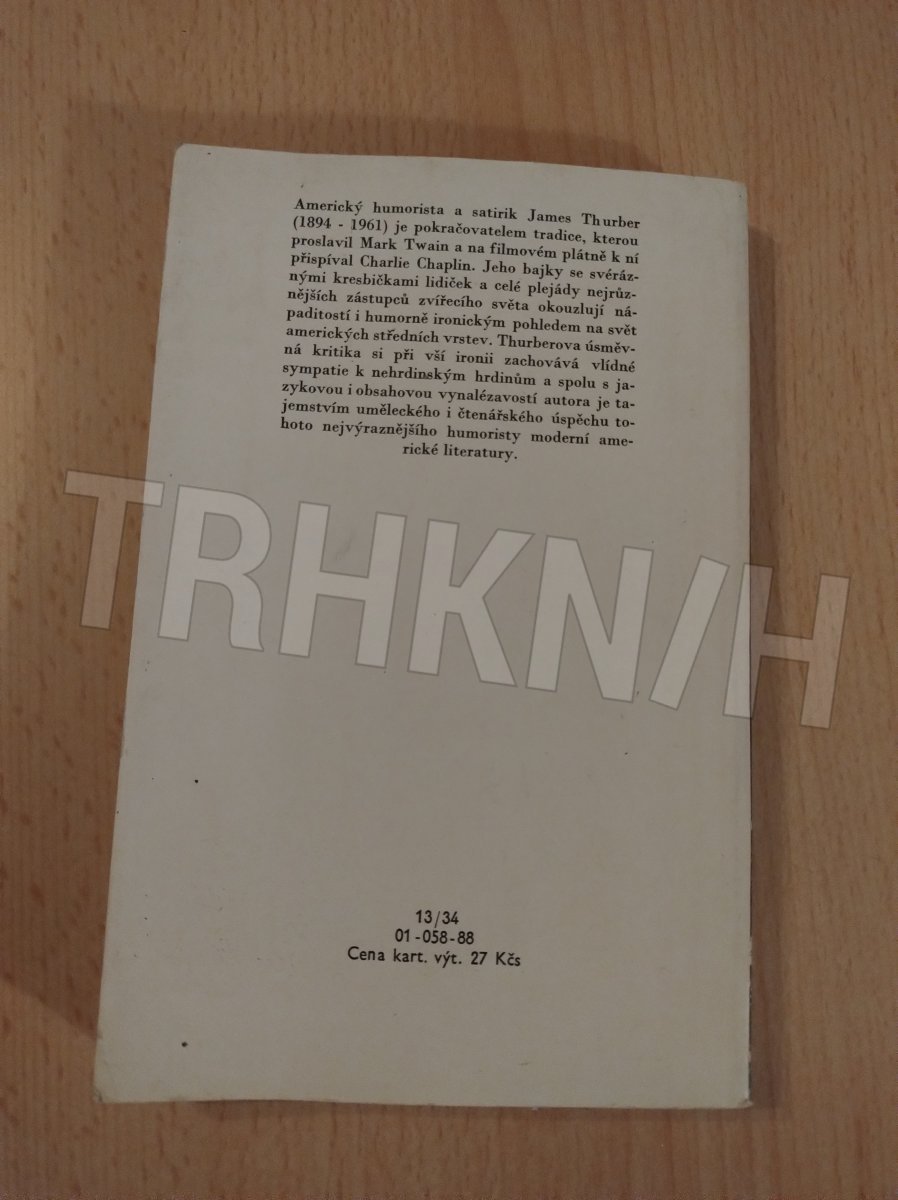 Americký humorista a satirik James Thurber
(1894 - 1961) je pokračovatelem tradice, kterou
proslavil Mark Twain a na filmovém plátně k ní
přispíval Charlie Chaplin. Jeho bajky se svéráz-
nými kresbičkami lidiček a celé plejády nejrůz-
nějších zástupců zvířecího světa okouzlují ná-
paditostí i humorně ironickým pohledem na svět
amerických středních vrstev. Thurberova úsměv-
ná kritika si při vší ironii zachovává vlídné
sympatie k nehrdinským hrdinům a spolu s ja-
zykovou i obsahovou vynalézavostí autora je ta-
jemstvím uměleckého i čtenářského úspěchu to-
hoto nejvýraznějšího humoristy moderní ame-
rické literatury.
TRHKN/H
13/34
01-058-88
Cena kart. výt. 27 Kčs